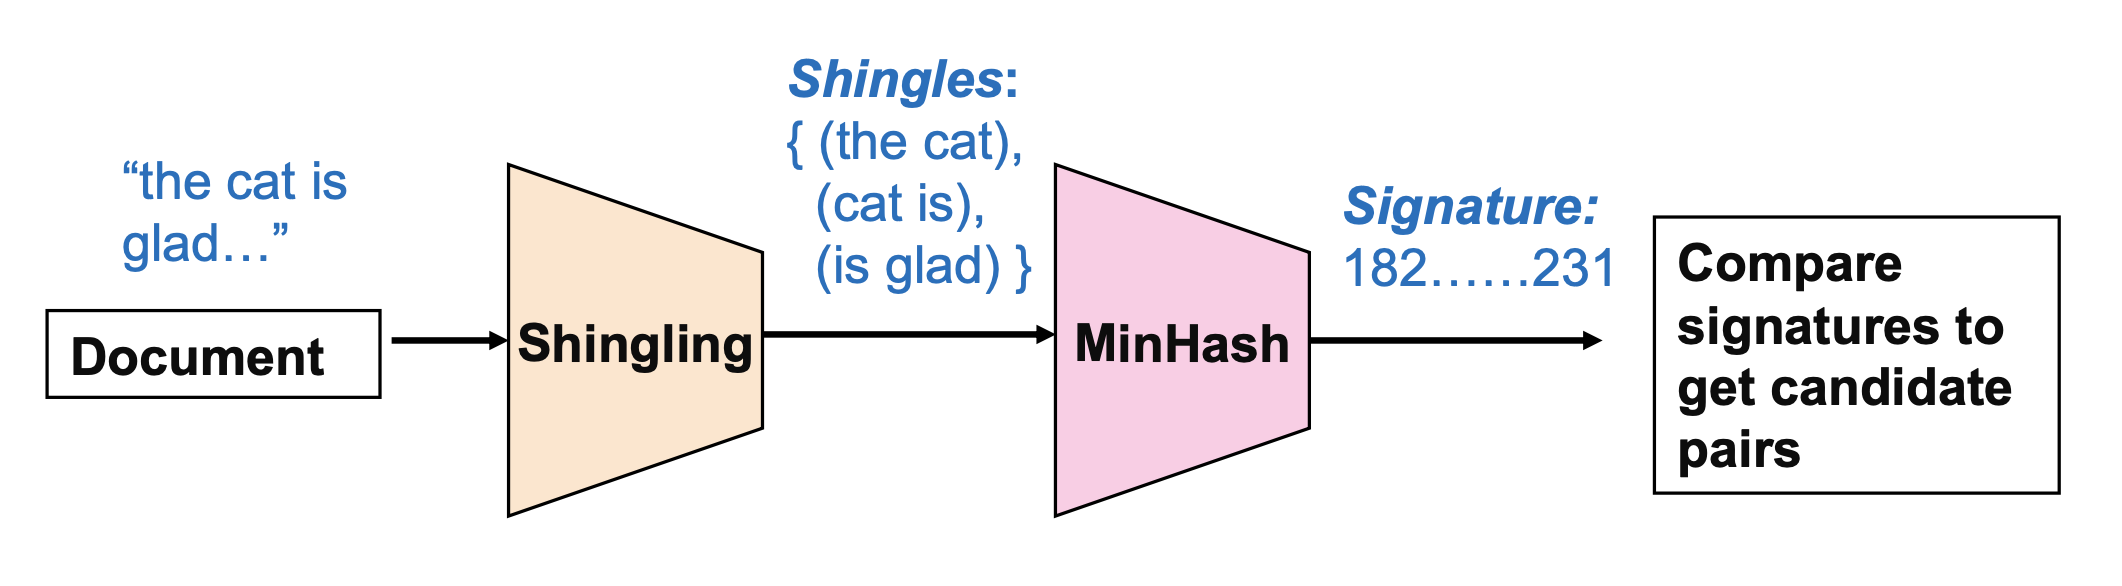 “the cat is
glad…”
Document
Shingling
Shingles:
{ (the cat),
(cat is),
(is glad) }
MinHash
Signature:
182……231
Compare
signatures to
get candidate
pairs